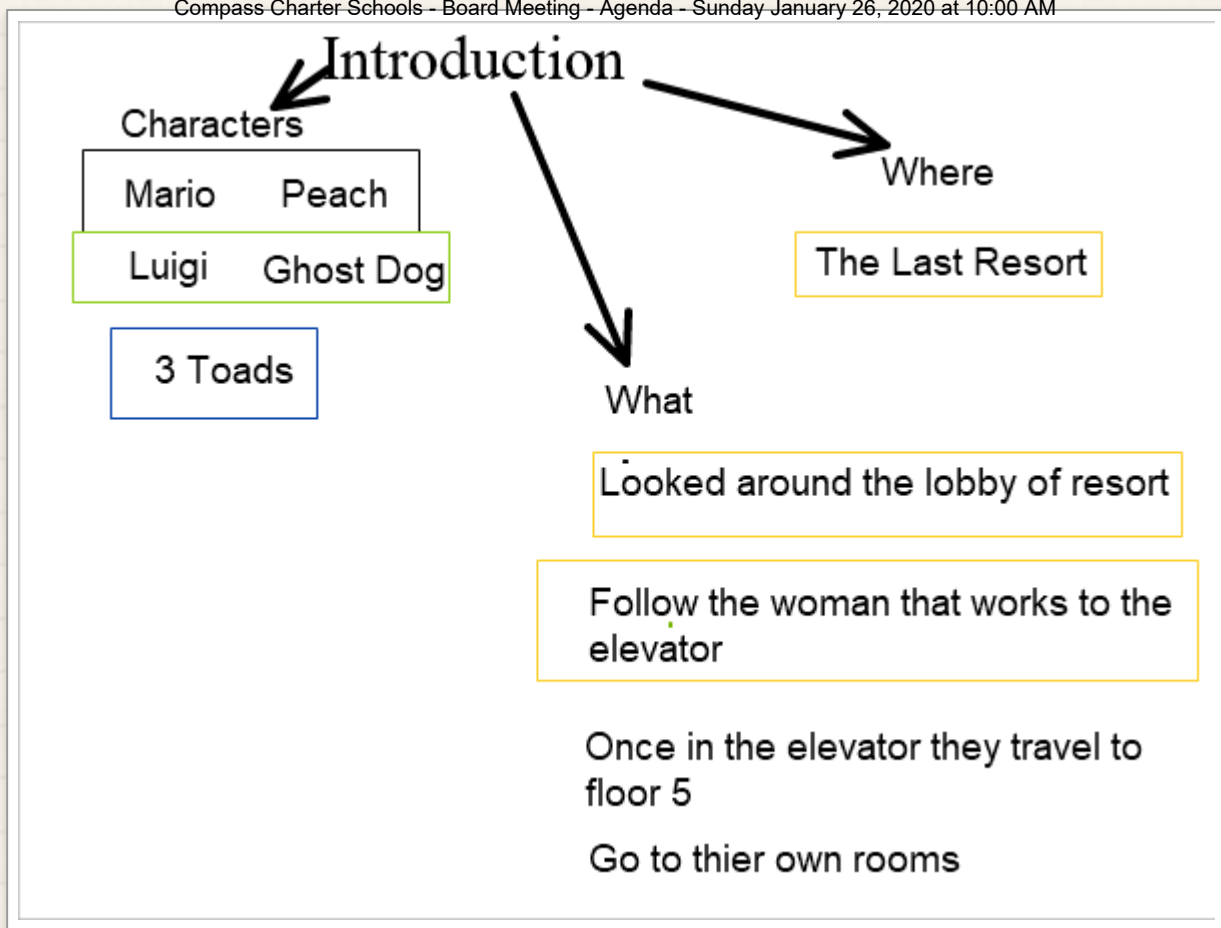 Compass Charter Schools - Board Meeting - Agenda - Sunday January 26, 2020 at 10:00 AM
Introduction
Characters
Mario Peach
Luigi Ghost Dog
3 Toads
Where
The Last Resort
What
Looked around the lobby of resort
Follow the woman that works to the
elevator
Once in the elevator they travel to
floor 5
Go to thier own rooms